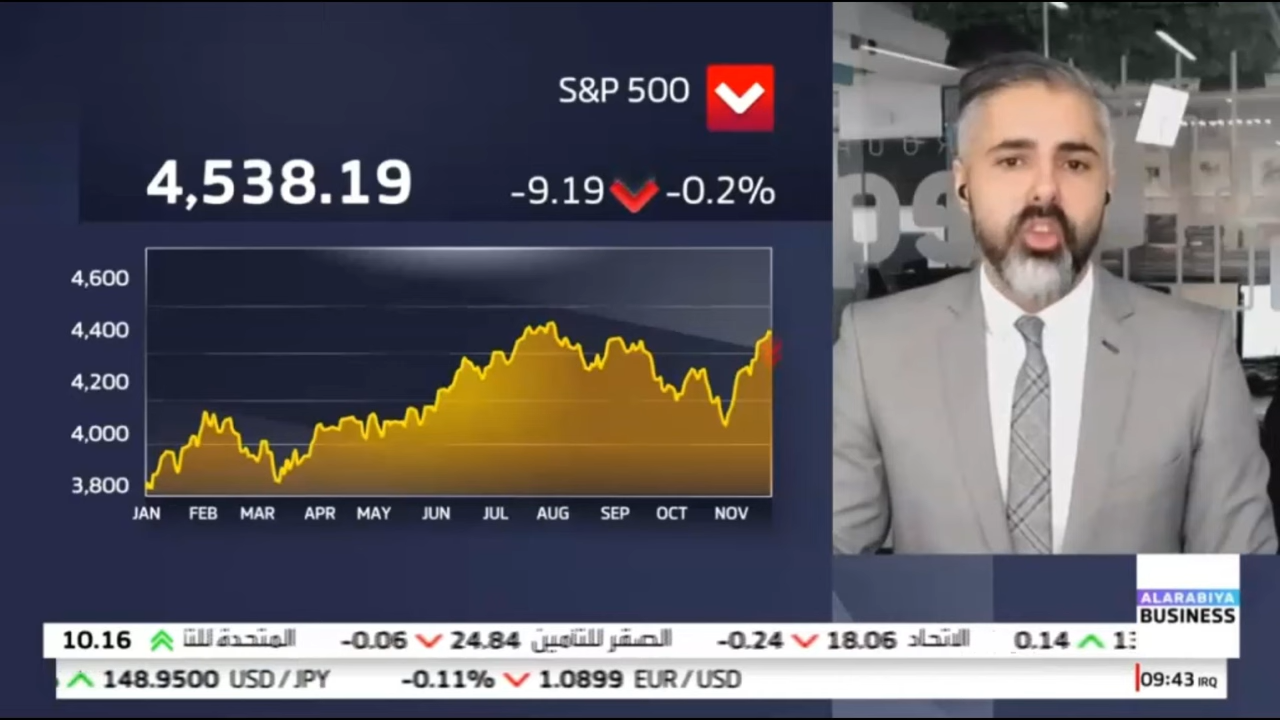 S&P 500
4,538.19
-9.19 -0.2%
4,600
4,400
4,200
4,000
3,800
JAN FEB MAR APR MAY JUN JUL AUG SEP OCT NOV
ALARABIYA
BUSINESS
10.16 المتحدة للتا -0.06 24.84 الصقر للتأمين -0.24 18.06 الاتحاد 0.14
148.9500 USD/JPY -0.11% 1.0899 EUR/USD
09:43 IRQ